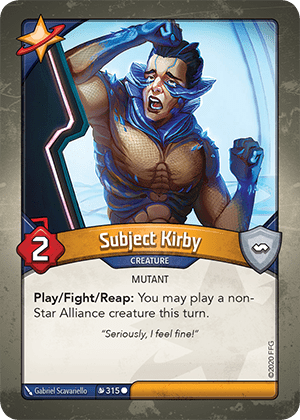 Subject Kirby
CREATURE
2
MUTANT
Play/Fight/Reap: You may play a non-
Star Alliance creature this turn.
"Seriously, I feel fine!"
Gabriel Scavariello
315
©2020 FFG